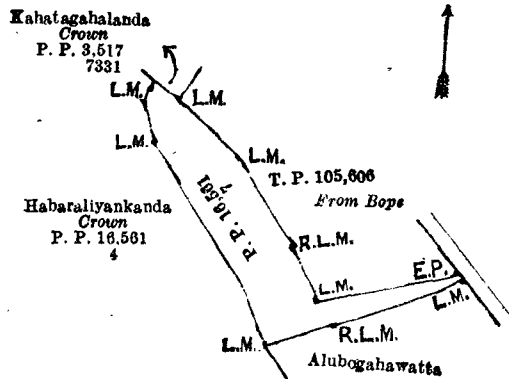 Kahatagahalanda
Crown
P. P. 3,517
7331
L.M.
L.M.
L.M.
L.M.
T. P. 105,606
From Bope
Habaraliyankanda
Crown
P. P. 16,561
4
P. P. 16,561
7
R.L.M.
E.P.
L.M.
L.M.
R.L.M.
L.M.
Alubogahawatta